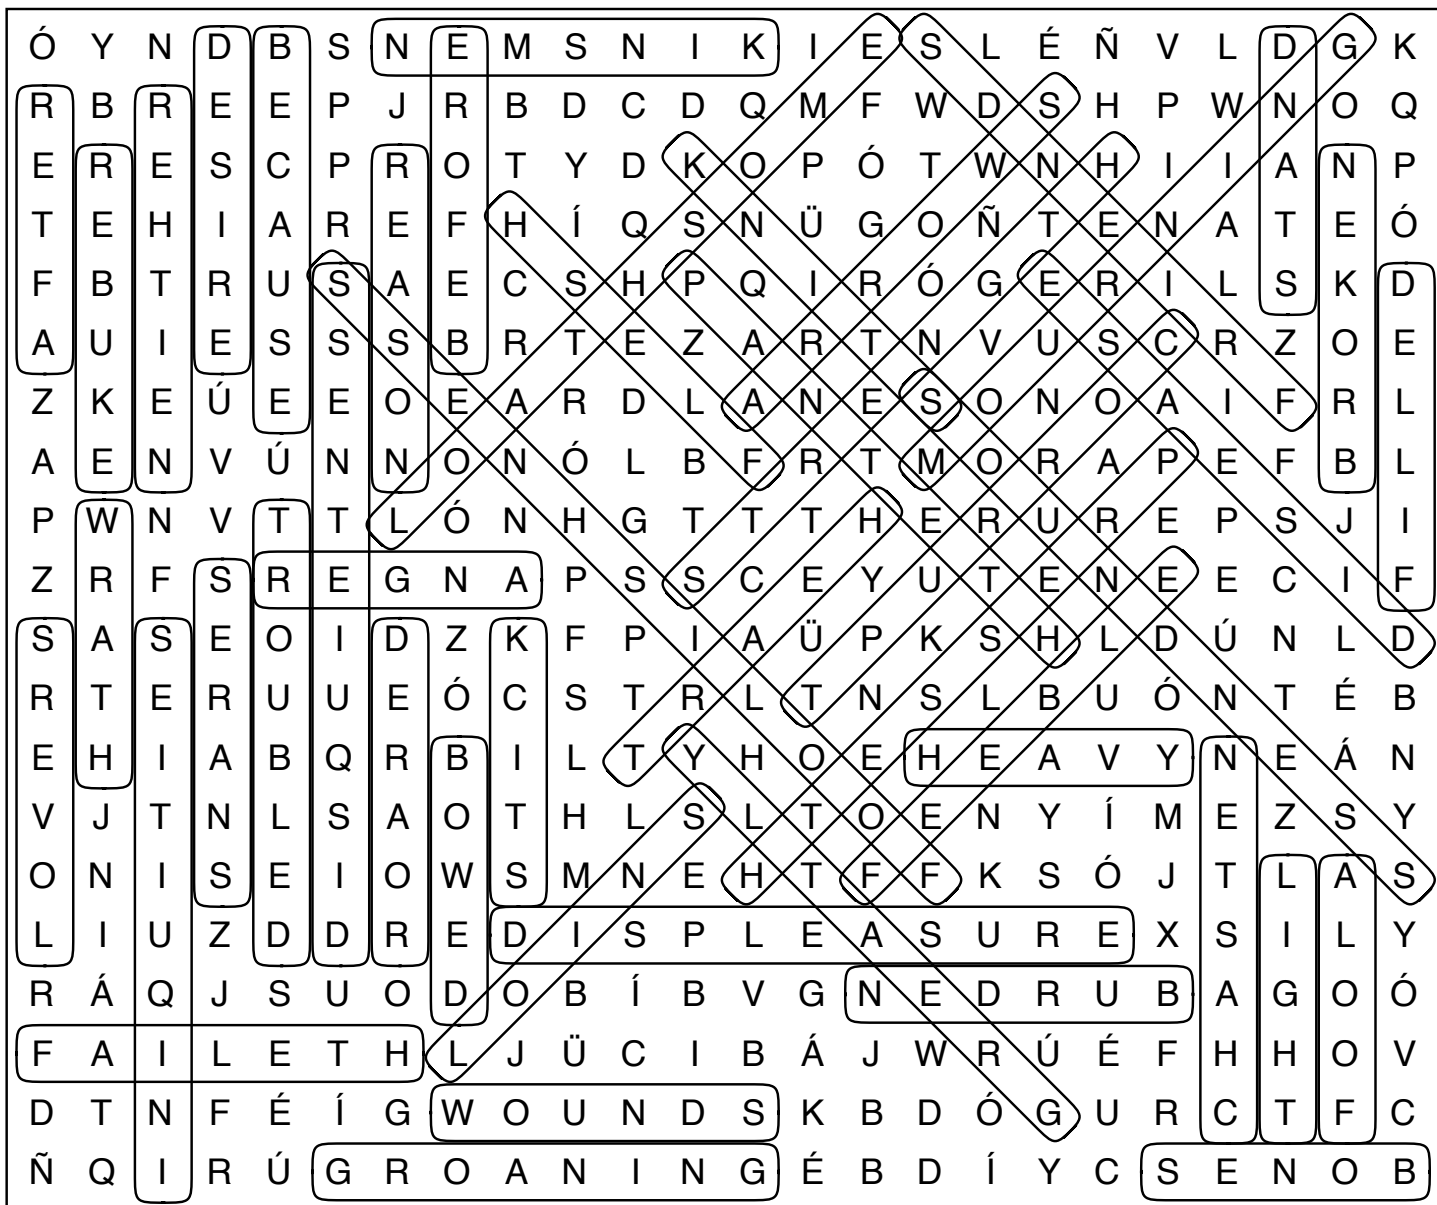 Ó Y N D B S N E M S N I K I E S L É Ñ V L D G K
R B R E E P J R B D C D Q M F W D S H P W N O Q
E R E S C P R O T Y D K O P Ó T W N H I I A N P
T E H I A R E F H Í Q S N Ü G O Ñ T E N A T E Ó
F B T R U S A E C S H P Q I R Ó G E R I L S K D
A U I E S S S B R T E Z A R T N V U S C R Z O E
Z K E Ú E E O E A R D L A N E S O N O A I F R L
A E N V Ú N N O N Ó L B F R T M O R A P E F B L
P W N V T T L Ó N H G T T T H E R U R E P S J I
Z R F S R E G N A P S S C E Y U T E N E E C I F
S A S E O I D Z K F P I A Ü P K S H L D Ú N L D
R T E R U U E Ó C S T R L T N S L B U Ó N T É B
E H I A B Q R B I L T Y H O E H E A V Y N E Á N
V J T N L S A O T H L S L T O E N Y Í M E Z S Y
O N I S E I O W S M N E H T F F K S Ó J T L A S
L I U Z D D R E D I S P L E A S U R E X S I L Y
R Á Q J S U O D O B Í B V G N E D R U B A G O Ó
F A I L E T H L J Ü C I B Á J W R Ú É F H H O V
D T N F É Í G W O U N D S K B D Ó G U R C T F C
Ñ Q I R Ú G R O A N I N G É B D Í Y C S E N O B